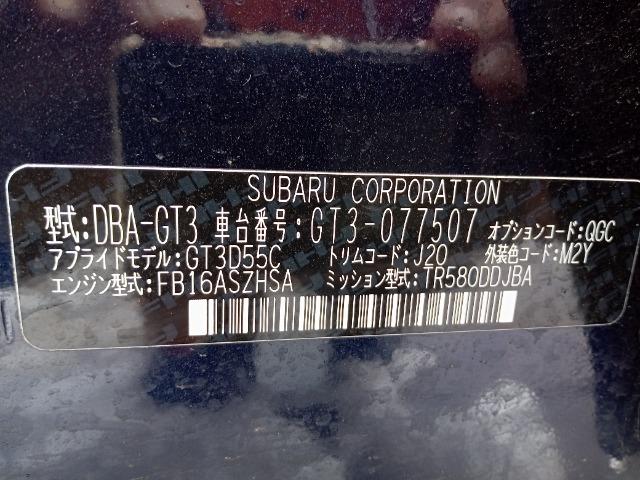 SUBARU CORPORATION
型式:DBA-GT3 車台番号:GT3-077507 オプションコード:QGC
アプライドモデル:GT3D55C トリムコード:J20 外装色コード:M2Y
エンジン型式:FB16ASZHSA ミッション型式:TR580DDJBA